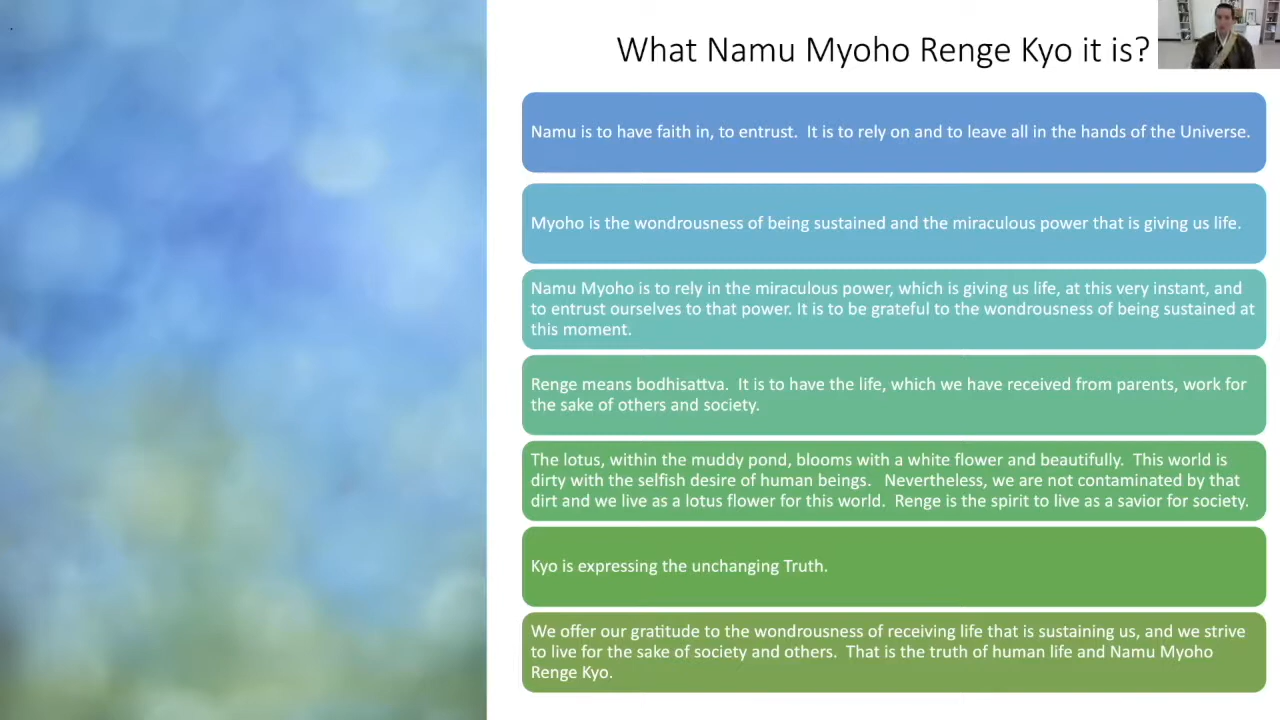 What Namu Myoho Renge Kyo it is?
Namu is to have faith in, to entrust.  It is to rely on and to leave all in the hands of the Universe.
Myoho is the wondrousness of being sustained and the miraculous power that is giving us life.
Namu Myoho is to rely in the miraculous power, which is giving us life, at this very instant, and
to entrust ourselves to that power. It is to be grateful to the wondrousness of being sustained at
this moment.
Renge means bodhisattva.  It is to have the life, which we have received from parents, work for
the sake of others and society.
The lotus, within the muddy pond, blooms with a white flower and beautifully.  This world is
dirty with the selfish desire of human beings.   Nevertheless, we are not contaminated by that
dirt and we live as a lotus flower for this world.  Renge is the spirit to live as a savior for society.
Kyo is expressing the unchanging Truth.
We offer our gratitude to the wondrousness of receiving life that is sustaining us, and we strive
to live for the sake of society and others.  That is the truth of human life and Namu Myoho
Renge Kyo.